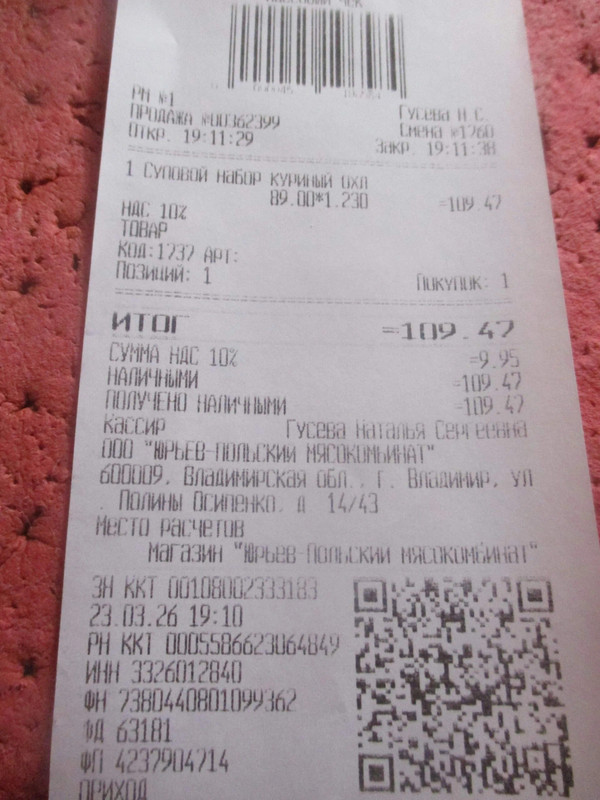 КАССОВЫЙ ЧЕК
РМ №1 Гусева Н.С.
ПРОДАЖА №00362399 Смена №1260
Откр. 19:11:29 Закр. 19:11:38
1 Суповой набор куриный охл
89.00*1.230 =109.47
НДС 10%
ТОВАР
Код:1737 Арт:
Позиций: 1 Покупок: 1
ИТОГ =109.47
СУММА НДС 10% =9.95
НАЛИЧНЫМИ =109.47
ПОЛУЧЕНО НАЛИЧНЫМИ =109.47
Кассир Гусева Наталья Сергеевна
ООО "ЮРЬЕВ-ПОЛЬСКИЙ МЯСОКОМБИНАТ"
600009, Владимирская обл., г. Владимир, ул
. Полины Осипенко, д 14/43
Место расчетов
Магазин "Юрьев-Польский мясокомбинат"
ЗН ККТ 00108002333183
23.03.26 19:10
РН ККТ 0005586623064849
ИНН 3326012840
ФН 7380440801099362
ФД 63181
ФП 4237904714
ПРИХОД